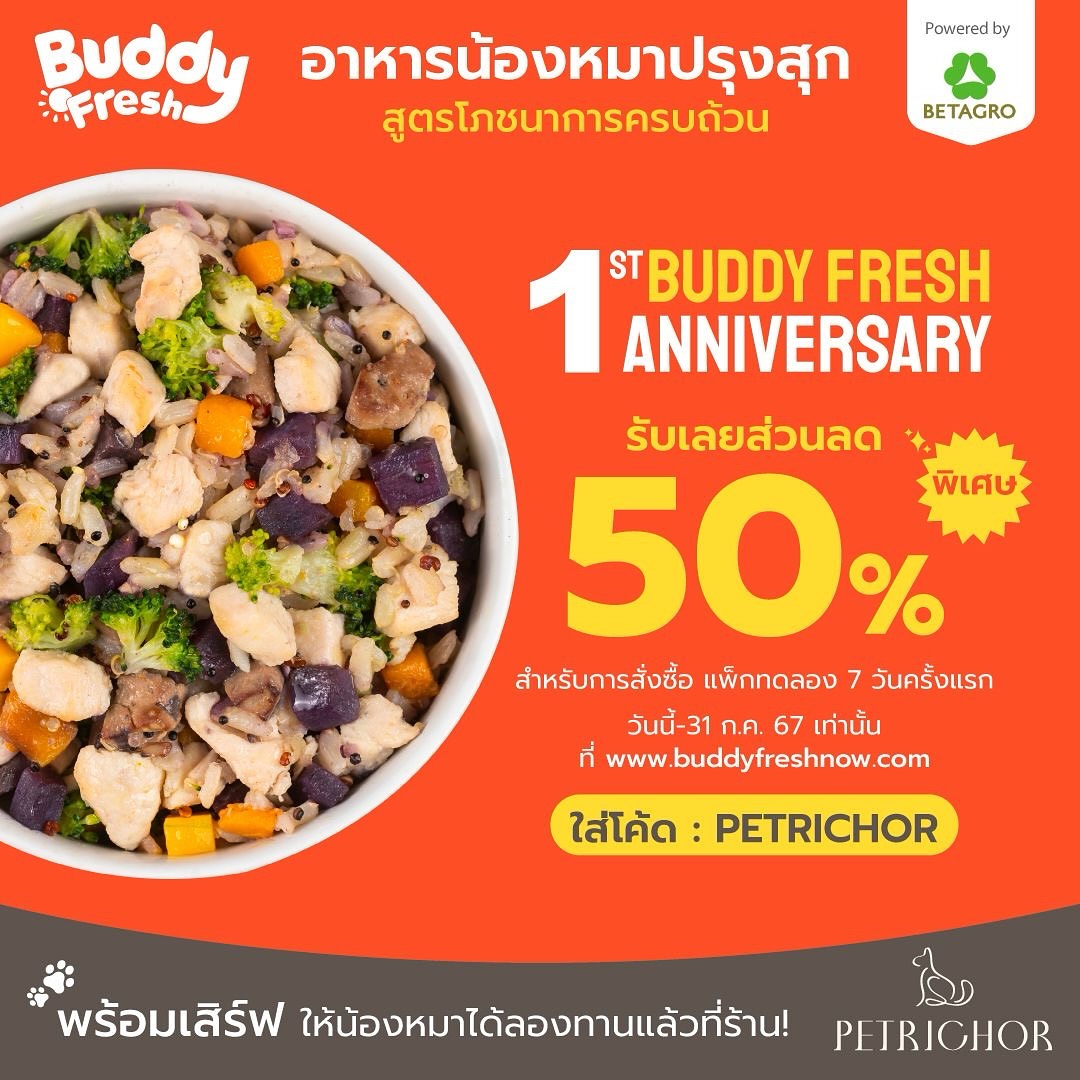 Buddy
Fresh
อาหารน้องหมาปรุงสุก
สูตรโภชนาการครบถ้วน
Powered by
BETAGRO
1ST BUDDY FRESH
ANNIVERSARY
รับเลยส่วนลด
50%
พิเศษ
สำหรับการสั่งซื้อ แพ็กทดลอง 7 วันครั้งแรก
วันนี้-31 ก.ค. 67 เท่านั้น
ที่ www.buddyfreshnow.com
ใส่โค้ด : PETRICHOR
พร้อมเสิร์ฟ ให้น้องหมาได้ลองทานแล้วที่ร้าน!
PETRICHOR